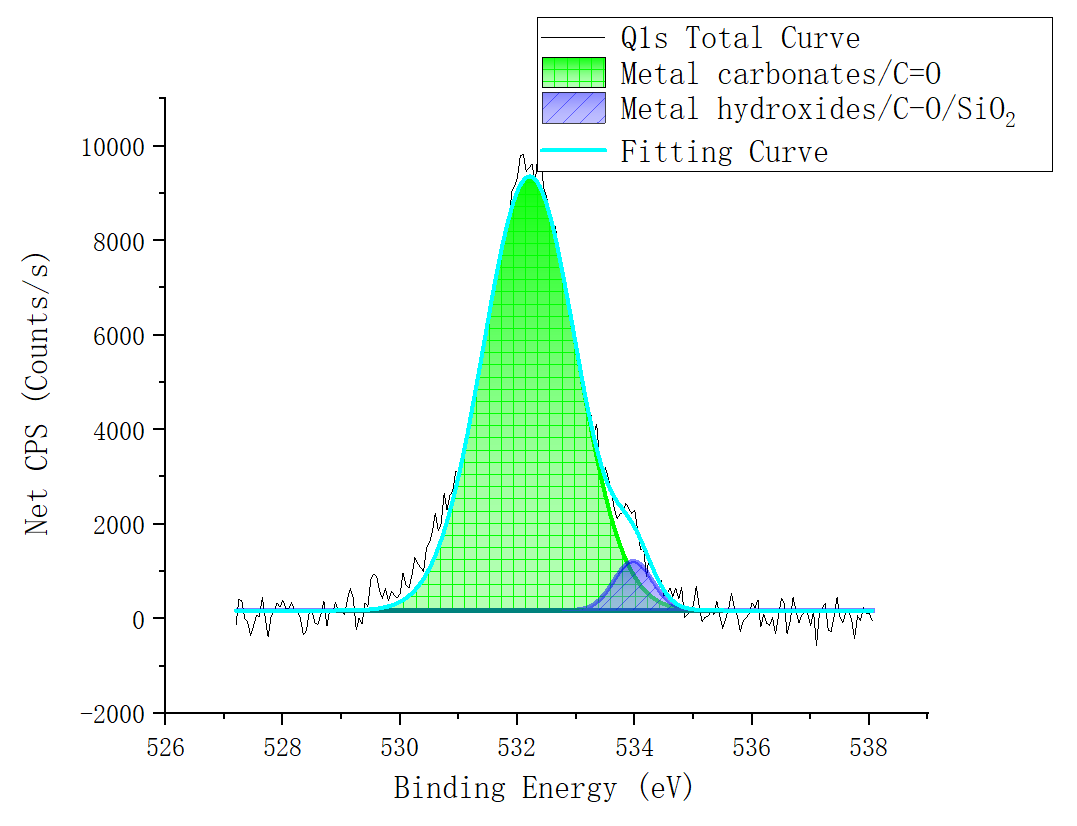 Q1s Total Curve
Metal carbonates/C=O
Metal hydroxides/C-O/SiO2
Fitting Curve
10000
8000
6000
4000
2000
0
-2000
Net CPS (Counts/s)
526 528 530 532 534 536 538
Binding Energy (eV)